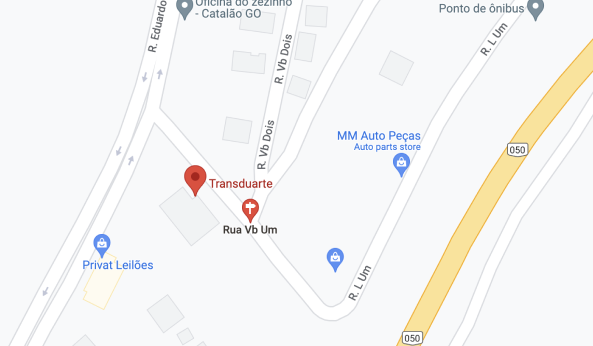 Oficina do zezinho
- Catalão GO
R. Eduardo
R. Vb Dois
R. L Um
Ponto de ônibus
MM Auto Peças
Auto parts store
050
R. Vb Dois
Transduarte
Rua Vb Um
Privat Leilões
R. L Um
050